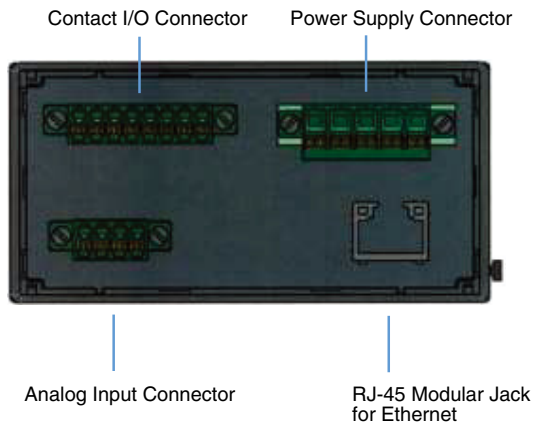 Contact I/O Connector
Power Supply Connector
Analog Input Connector
RJ-45 Modular Jack
for Ethernet